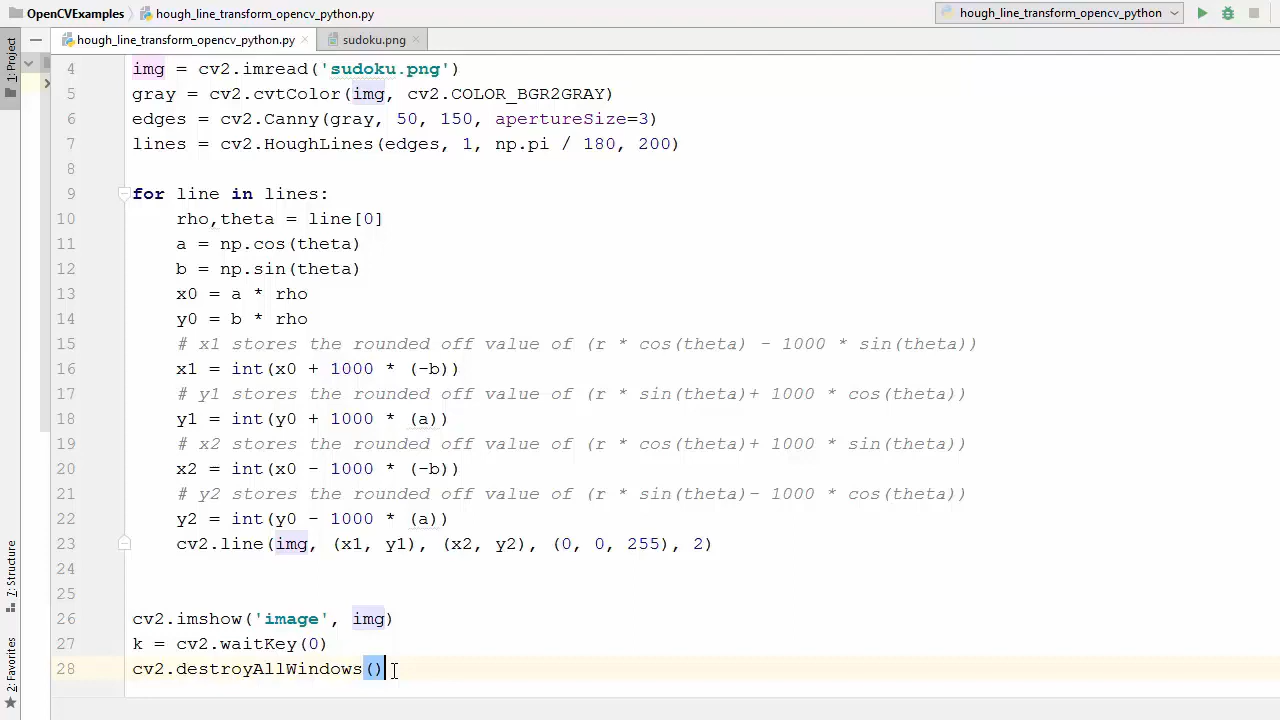 OpenCVExamples hough_line_transform_opencv_python.py hough_line_transform_opencv_python
hough_line_transform_opencv_python.py sudoku.png
1: Project
4 img = cv2.imread('sudoku.png')
5 gray = cv2.cvtColor(img, cv2.COLOR_BGR2GRAY)
6 edges = cv2.Canny(gray, 50, 150, apertureSize=3)
7 lines = cv2.HoughLines(edges, 1, np.pi / 180, 200)
8
9 for line in lines:
10 rho,theta = line[0]
11 a = np.cos(theta)
12 b = np.sin(theta)
13 x0 = a * rho
14 y0 = b * rho
15 # x1 stores the rounded off value of (r * cos(theta) - 1000 * sin(theta))
16 x1 = int(x0 + 1000 * (-b))
17 # y1 stores the rounded off value of (r * sin(theta)+ 1000 * cos(theta))
18 y1 = int(y0 + 1000 * (a))
19 # x2 stores the rounded off value of (r * cos(theta)+ 1000 * sin(theta))
20 x2 = int(x0 - 1000 * (-b))
21 # y2 stores the rounded off value of (r * sin(theta)- 1000 * cos(theta))
22 y2 = int(y0 - 1000 * (a))
23 cv2.line(img, (x1, y1), (x2, y2), (0, 0, 255), 2)
24
25
26 cv2.imshow('image', img)
27 k = cv2.waitKey(0)
28 cv2.destroyAllWindows()
7: Structure
2: Favorites